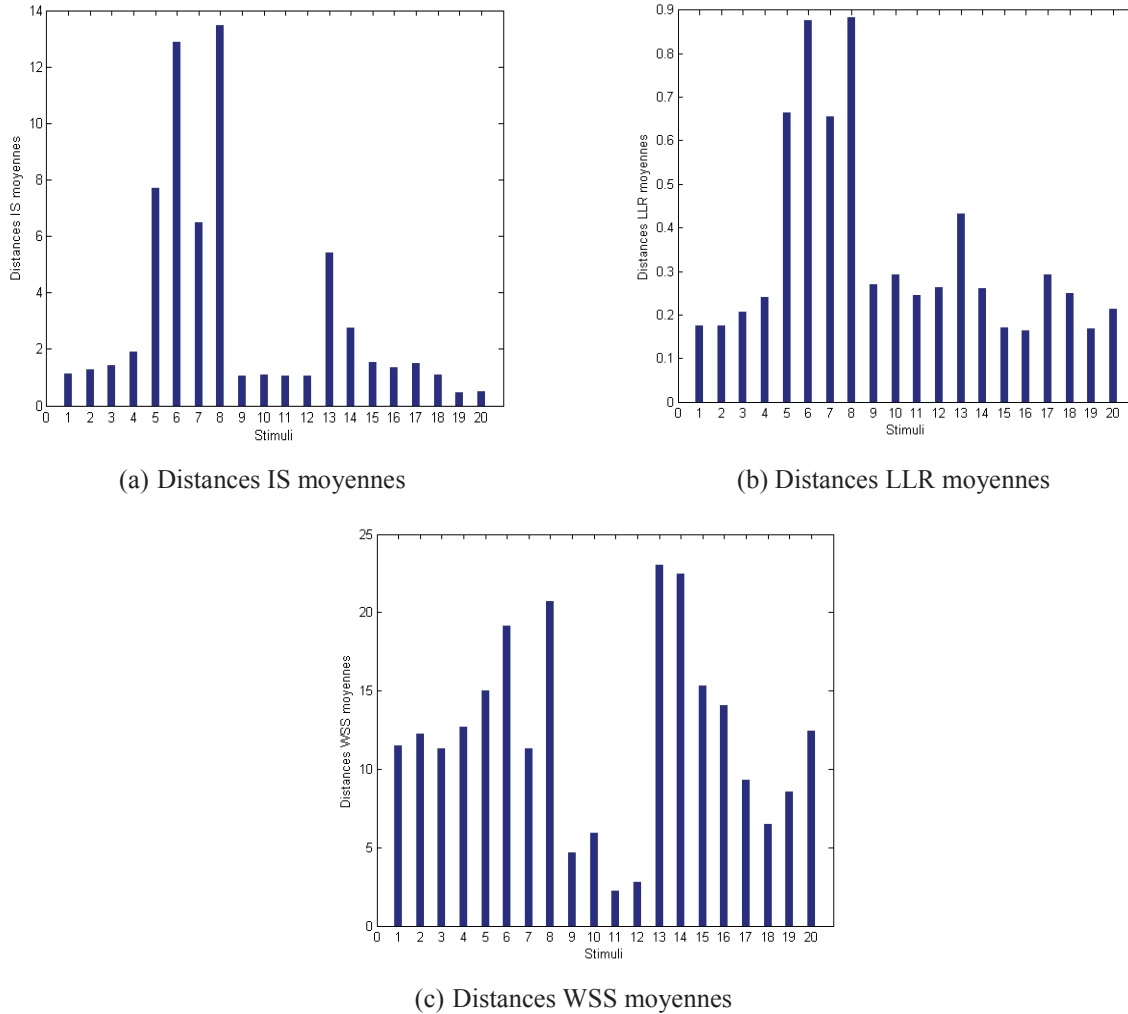 14
12
10
8
6
4
2
0
Distances IS moyennes
0 1 2 3 4 5 6 7 8 9 10 11 12 13 14 15 16 17 18 19 20
Stimuli
(a) Distances IS moyennes
0.9
0.8
0.7
0.6
0.5
0.4
0.3
0.2
0.1
0
Distances LLR moyennes
0 1 2 3 4 5 6 7 8 9 10 11 12 13 14 15 16 17 18 19 20
Stimuli
(b) Distances LLR moyennes
25
20
15
10
5
0
Distances WSS moyennes
0 1 2 3 4 5 6 7 8 9 10 11 12 13 14 15 16 17 18 19 20
Stimuli
(c) Distances WSS moyennes